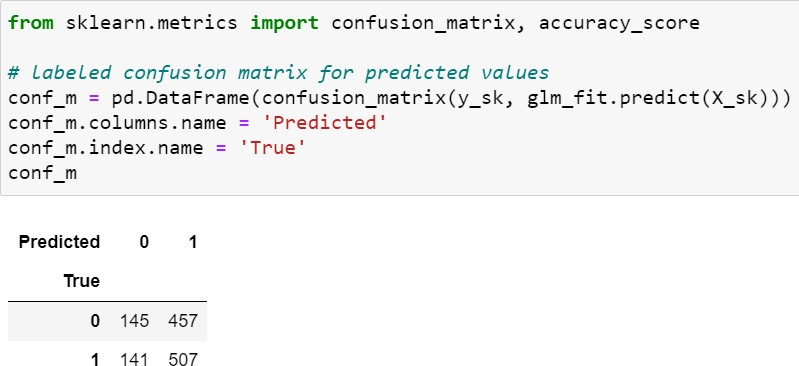 from sklearn.metrics import confusion_matrix, accuracy_score
# labeled confusion matrix for predicted values
conf_m = pd.DataFrame(confusion_matrix(y_sk, glm_fit.predict(X_sk)))
conf_m.columns.name = 'Predicted'
conf_m.index.name = 'True'
conf_m
Predicted 0 1
True
0 145 457
1 141 507